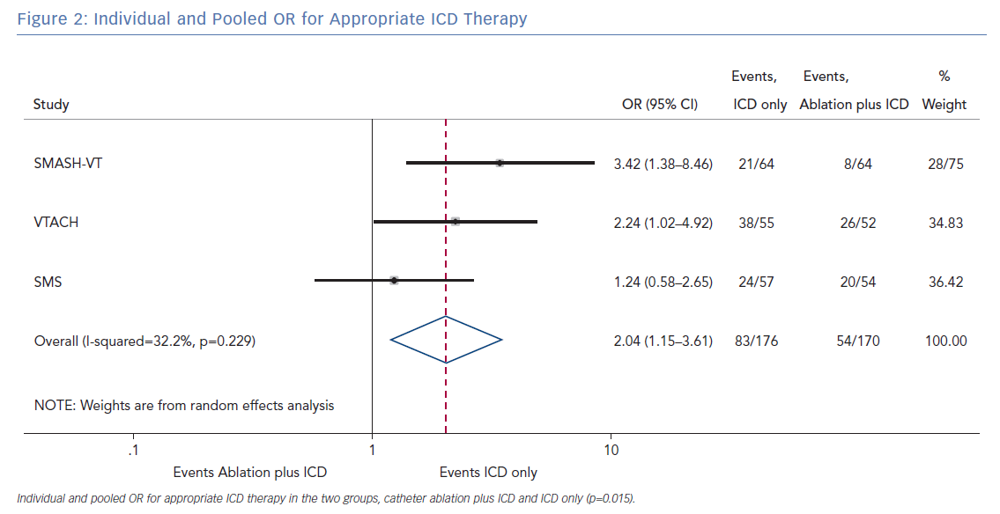 Figure 2: Individual and Pooled OR for Appropriate ICD Therapy
Events, Events, %
Study OR (95% CI) ICD only Ablation plus ICD Weight
SMASH-VT 3.42 (1.38–8.46) 21/64 8/64 28/75
VTACH 2.24 (1.02–4.92) 38/55 26/52 34.83
SMS 1.24 (0.58–2.65) 24/57 20/54 36.42
Overall (I-squared=32.2%, p=0.229) 2.04 (1.15–3.61) 83/176 54/170 100.00
NOTE: Weights are from random effects analysis
.1 1 10
Events Ablation plus ICD Events ICD only
Individual and pooled OR for appropriate ICD therapy in the two groups, catheter ablation plus ICD and ICD only (p=0.015).